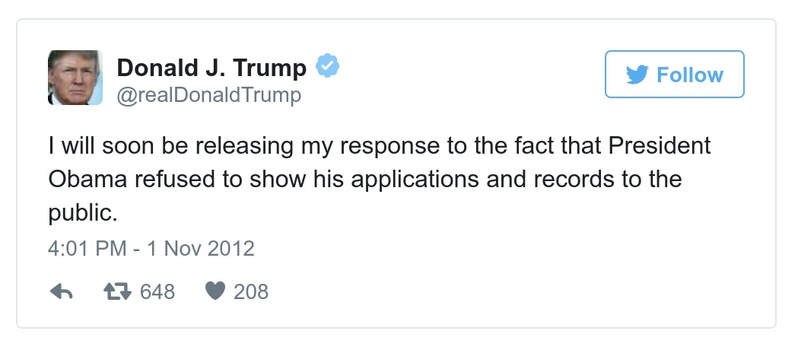 Donald J. Trump
@realDonaldTrump
Follow
I will soon be releasing my response to the fact that President
Obama refused to show his applications and records to the
public.
4:01 PM - 1 Nov 2012
648 208